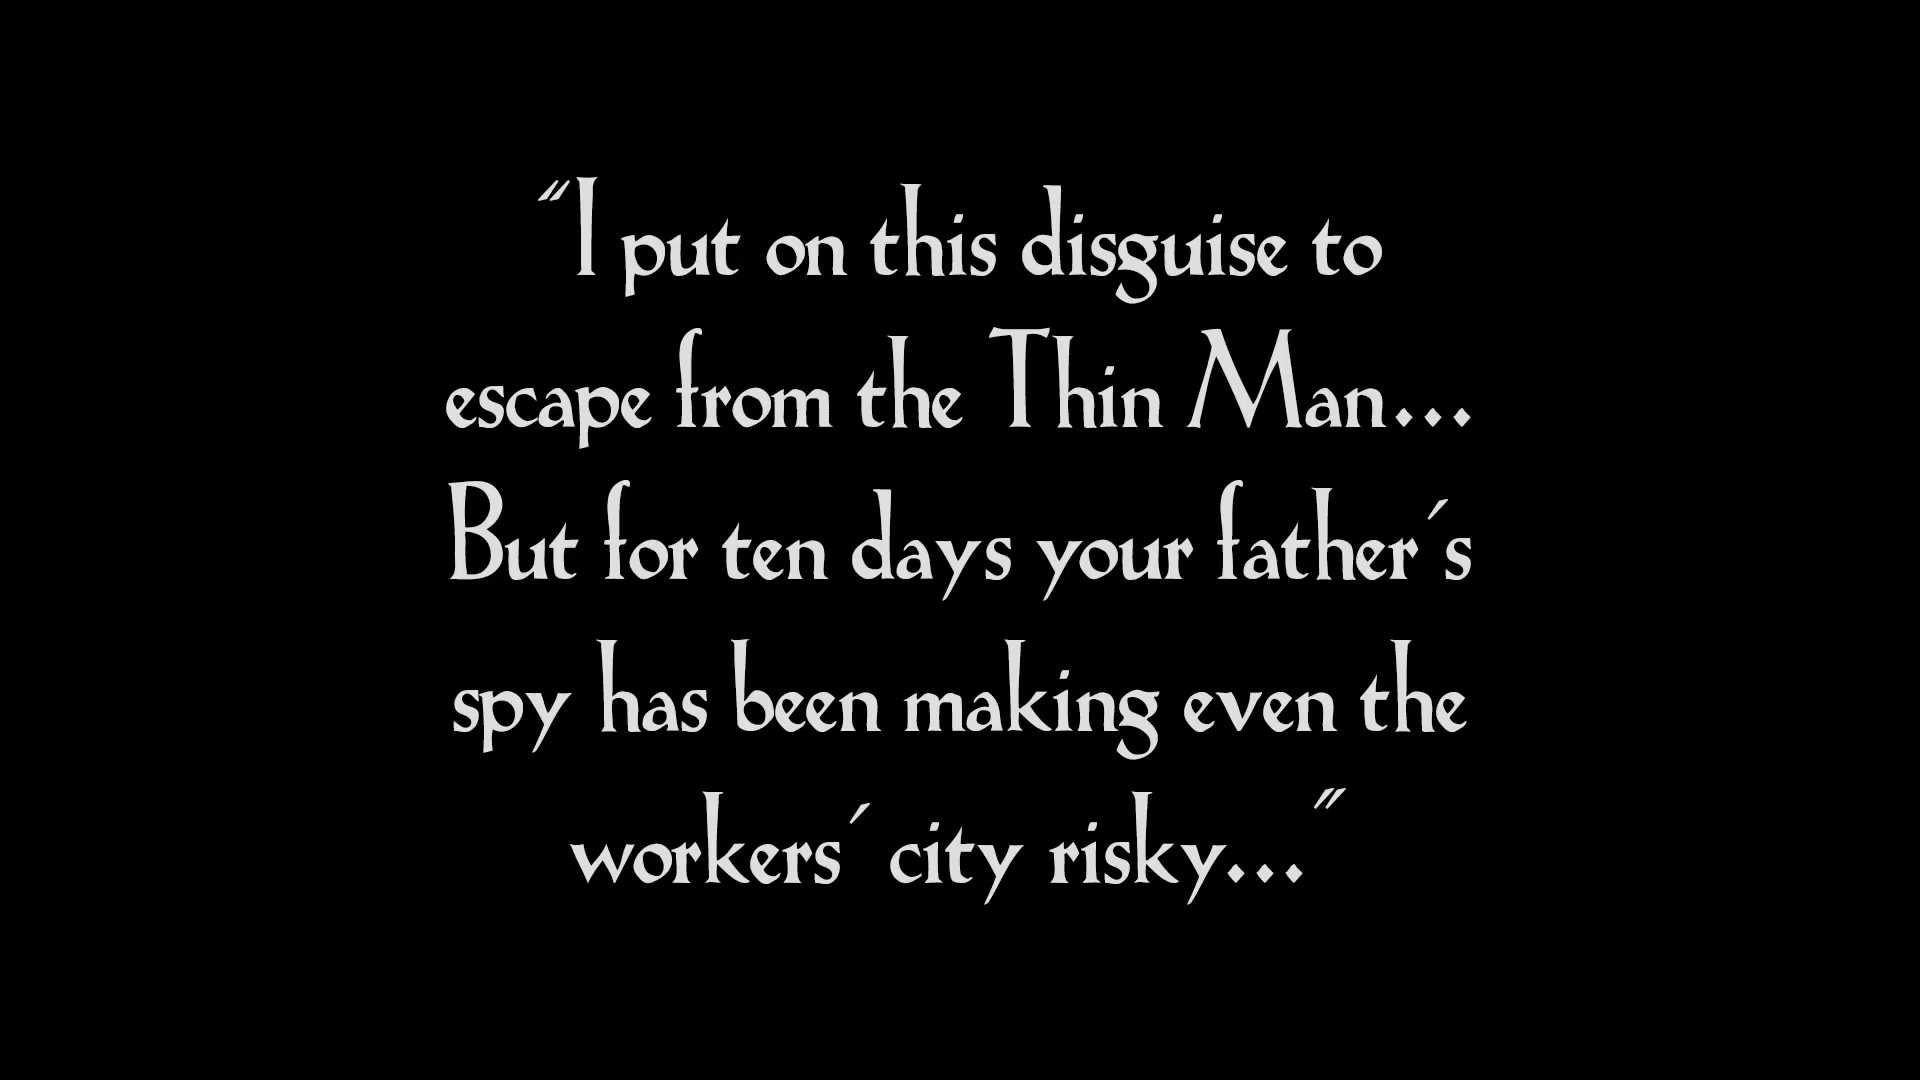 "I put on this disguise to
escape from the Thin Man...
But for ten days your father's
spy has been making even the
workers' city risky..."